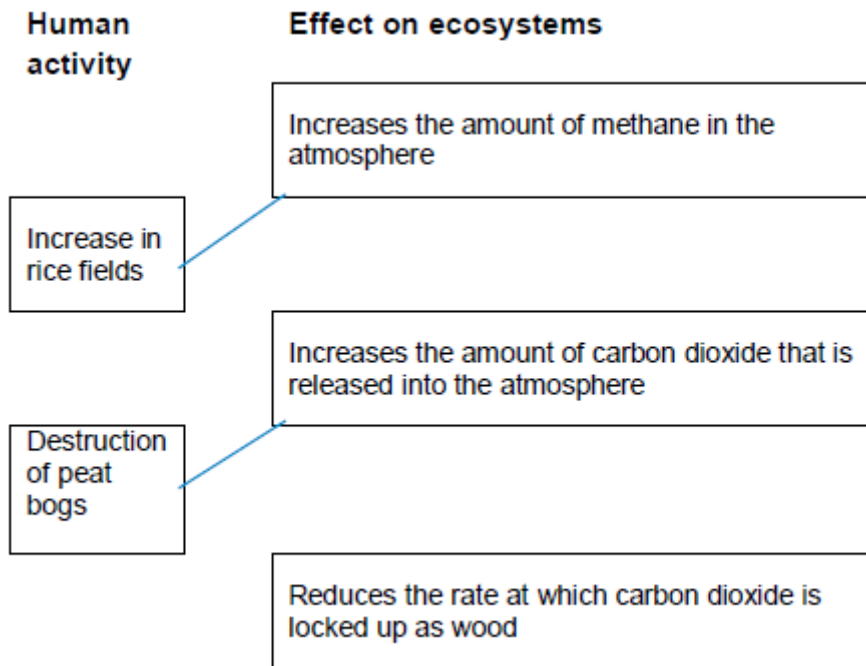 Human
activity
Effect on ecosystems
Increases the amount of methane in the
atmosphere
Increase in
rice fields
Increases the amount of carbon dioxide that is
released into the atmosphere
Destruction
of peat
bogs
Reduces the rate at which carbon dioxide is
locked up as wood